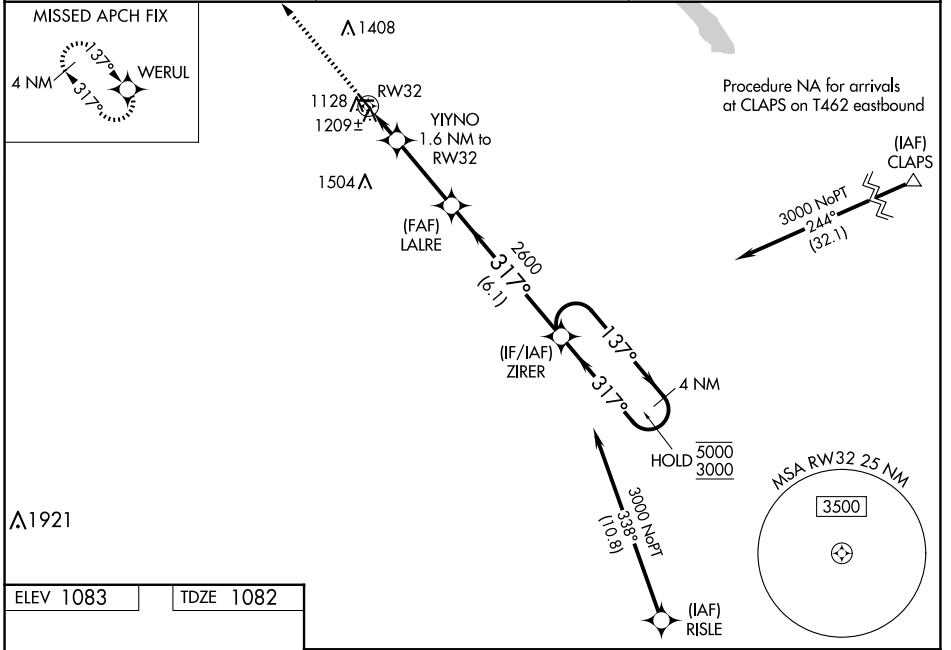 MISSED APCH FIX
4 NM
137°
317°
WERUL
1408
1128
RW32
1209±
YIYNO
1.6 NM to
RW32
1504
(FAF)
LALRE
Procedure NA for arrivals
at CLAPS on T462 eastbound
(IAF)
CLAPS
3000 NoPT
244°
(32.1)
2600
317°
(6.1)
(IF/IAF)
ZIRER
137°
317°
4 NM
HOLD 5000
3000
3000 NoPT
338°
(10.8)
(IAF)
RISLE
MSA RW32 25 NM
3500
1921
ELEV 1083
TDZE 1082